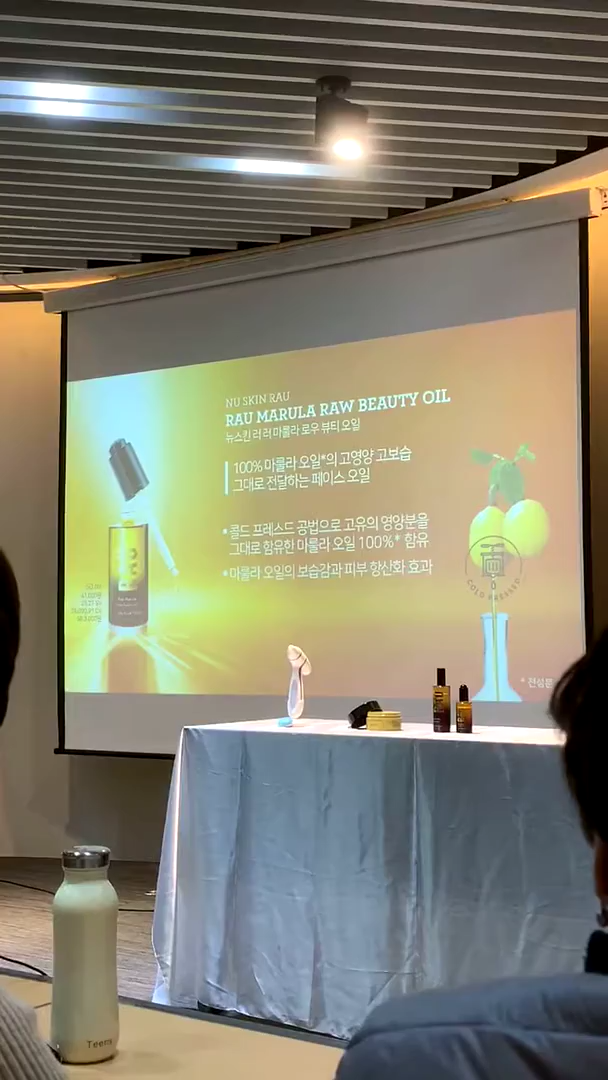 NU SKIN RAU
RAU MARULA RAW BEAUTY OIL
뉴스킨 라우 마룰라 로우 뷰티 오일
100% 마룰라 오일*의 고영양 고보습
그대로 전달하는 페이스 오일
*콜드 프레스드 공법으로 고유의 영양분을
그대로 함유한 마룰라 오일 100%* 함유
*마룰라 오일의 보습감과 피부 항산화 효과
COLD PRESSED
* 전성분